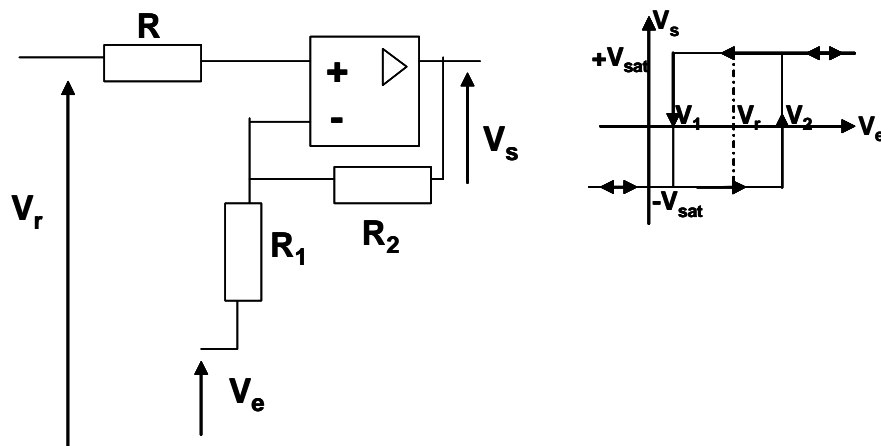 R
+
-
V_r
R_1
R_2
V_s
V_e
V_s
+V_sat
V_1
V_r
V_2
V_e
-V_sat